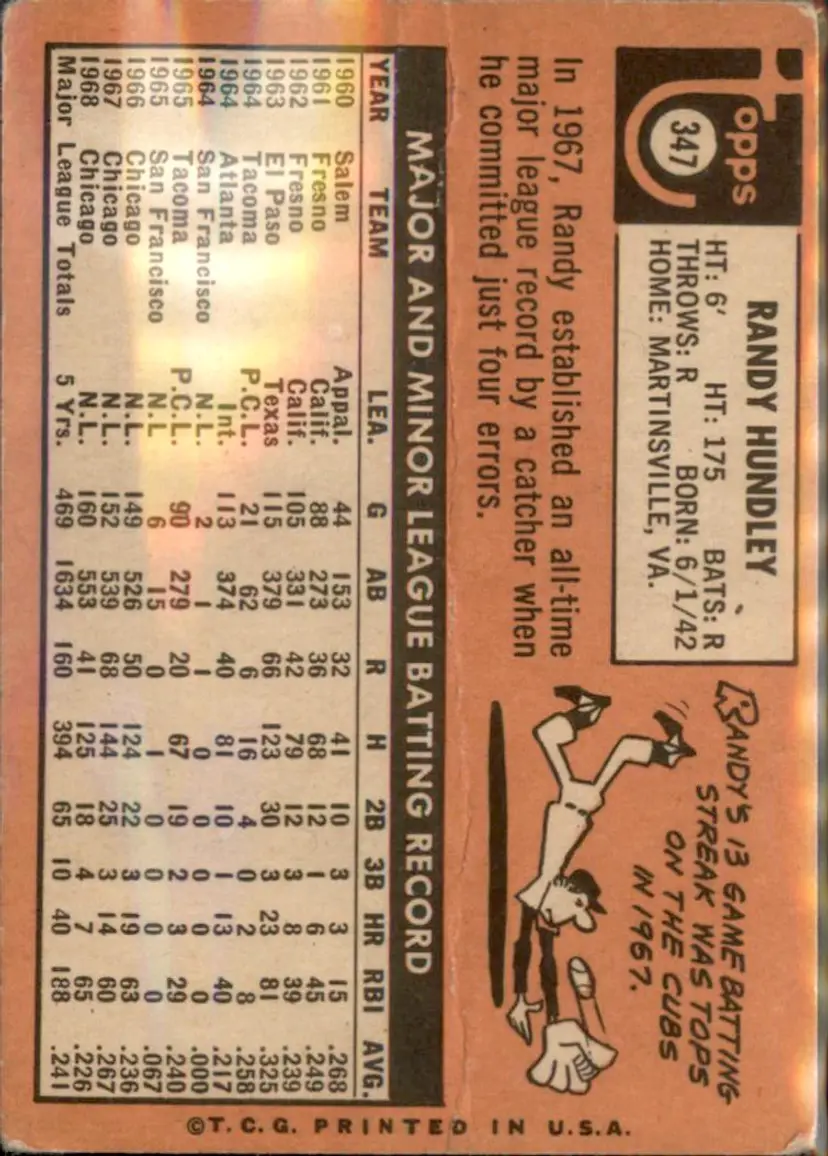 Topps
347
RANDY HUNDLEY
HT: 6' HT: 175 BATS: R
THROWS: R BORN: 6/1/42
HOME: MARTINSVILLE, VA.
In 1967, Randy established an all-time
major league record by a catcher when
he committed just four errors.
RANDY'S 13 GAME BATTING
STREAK WAS TOPS
ON THE CUBS
IN 1967.
MAJOR AND MINOR LEAGUE BATTING RECORD
YEAR TEAM LEA. G AB R H 2B 3B HR RBI AVG.
1960 Salem Appal. 44 153 32 41 10 3 3 15 .268
1961 Fresno Calif. 88 273 36 68 12 1 6 45 .249
1962 Fresno Calif. 105 331 42 79 12 3 8 39 .239
1963 El Paso Texas 115 379 66 123 30 3 23 81 .325
1964 Tacoma P.C.L. 21 62 6 16 4 0 2 8 .258
1964 Atlanta Int. 113 374 40 81 10 1 13 40 .217
1964 San Francisco N.L. 2 1 1 0 0 0 0 0 .000
1965 Tacoma P.C.L. 90 279 20 67 19 2 3 29 .240
1965 San Francisco N.L 6 15 0 1 0 0 0 0 .067
1966 Chicago N.L. 149 526 50 124 22 3 19 63 .236
1967 Chicago N.L. 152 539 68 144 25 3 14 60 .267
1968 Chicago N.L. 160 553 41 125 18 4 7 65 .226
Major League Totals 5 Yrs. 469 1634 160 394 65 10 40 188 .241
©T.C.G. PRINTED IN U.S.A.